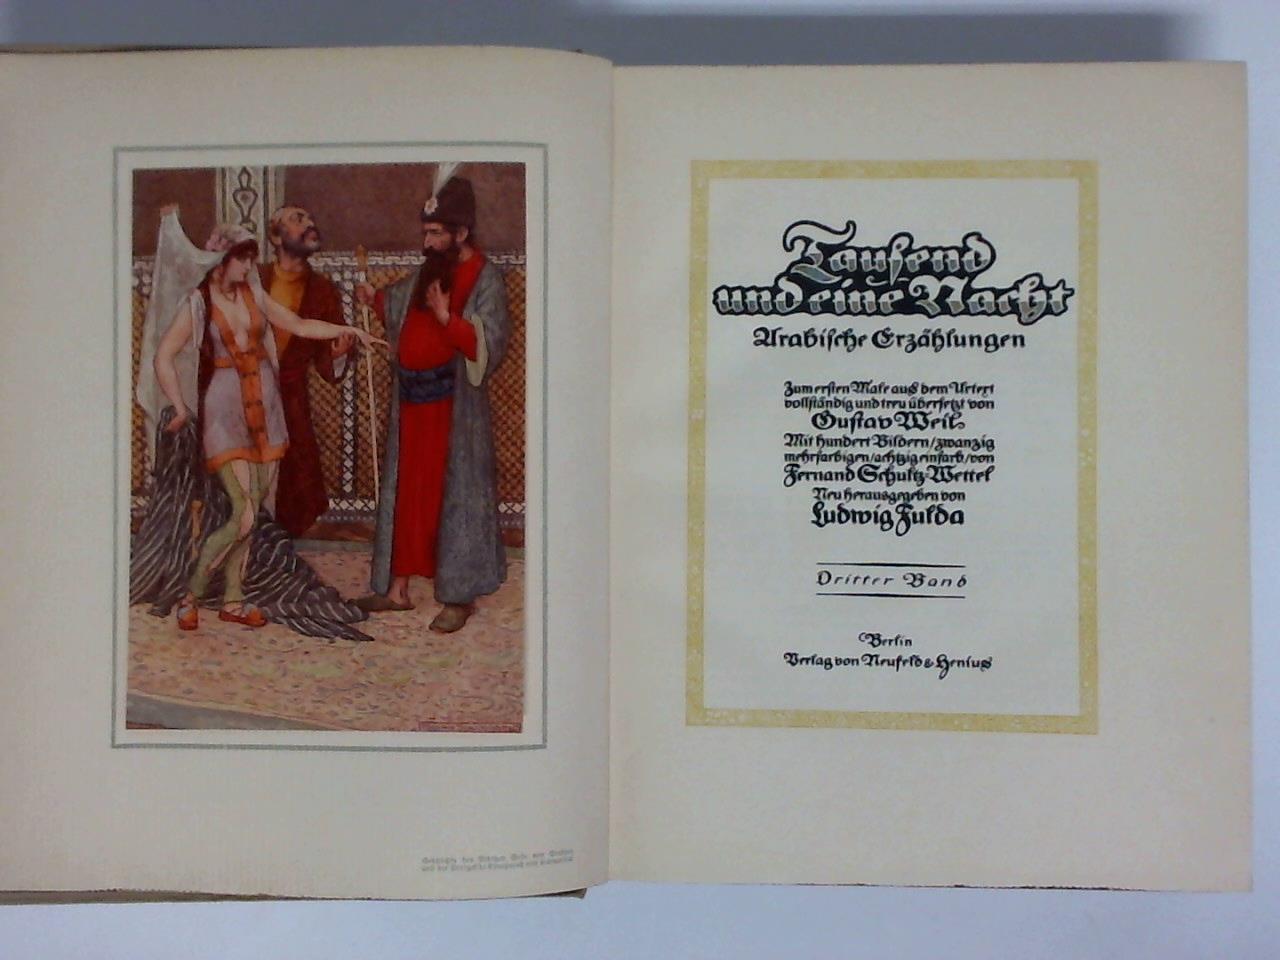 Tausend
und eine Nacht
Arabische Erzählungen
Zum ersten Male aus dem Urtext
vollständig und treu übersetzt von
Gustav Weil
Mit hundert Bildern/zwanzig
mehrfarbigen/achtzig einfarb/von
Fernand Schultz-Wettel
Neu herausgegeben von
Ludwig Fulda
Dritter Band
Berlin
Verlag von Neufeld & Henius